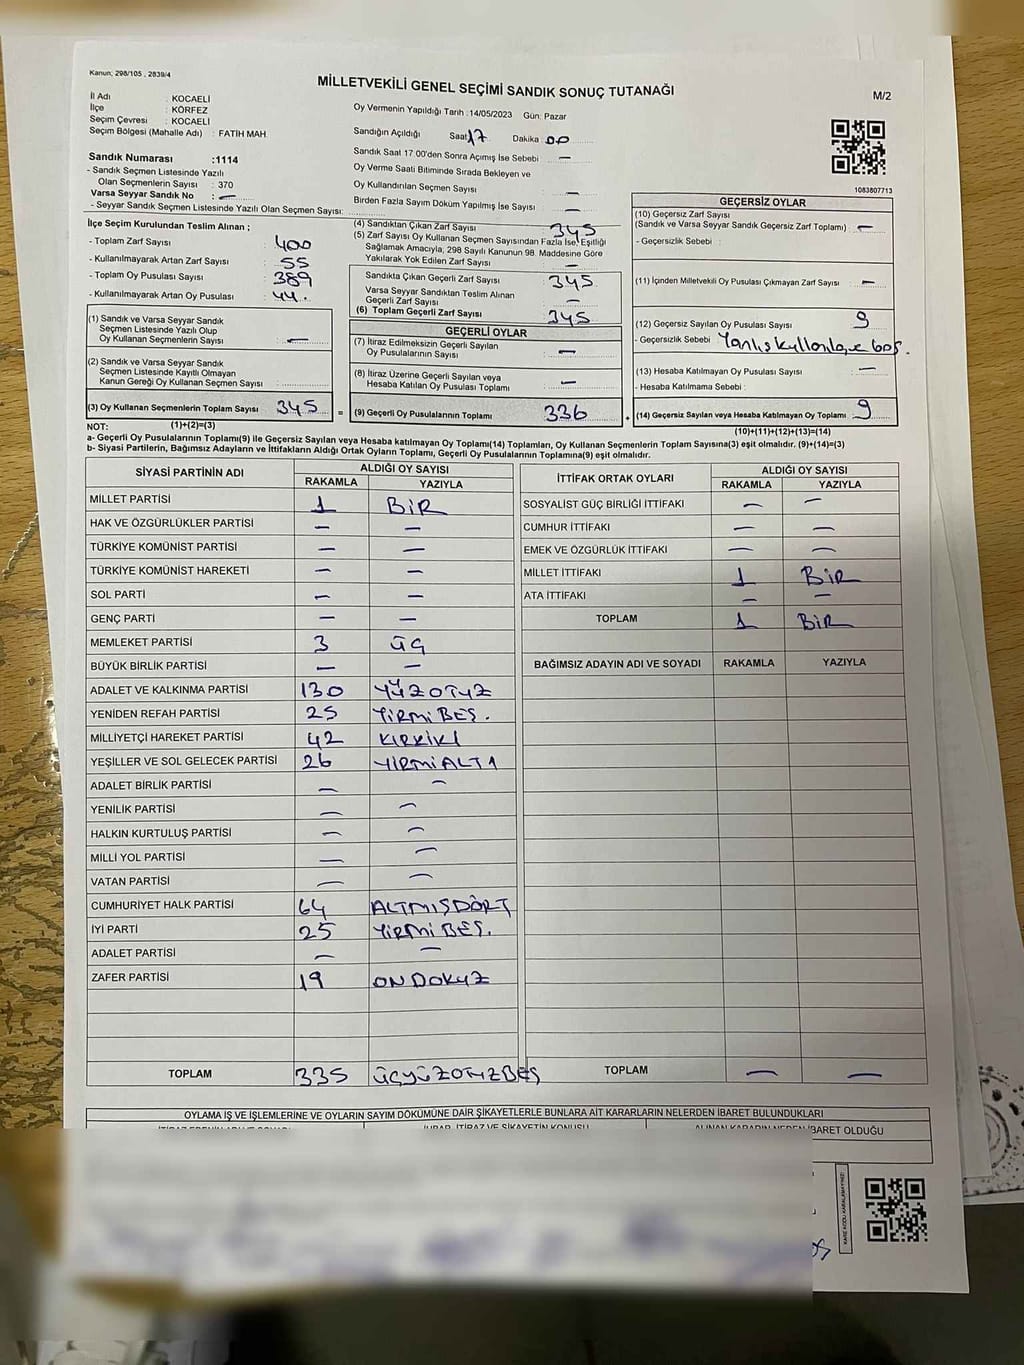 Kanun; 298/105 , 2839/4
MİLLETVEKİLİ GENEL SEÇİMİ SANDIK SONUÇ TUTANAĞI
M/2
İl Adı : KOCAELİ
İlçe : KÖRFEZ
Seçim Çevresi : KOCAELİ
Seçim Bölgesi (Mahalle Adı) : FATİH MAH.
Sandık Numarası :1114
- Sandık Seçmen Listesinde Yazılı
Olan Seçmenlerin Sayısı : 370
Varsa Seyyar Sandık No : —
- Seyyar Sandık Seçmen Listesinde Yazılı Olan Seçmen Sayısı:
Oy Vermenin Yapıldığı Tarih :14/05/2023 Gün: Pazar
Sandığın Açıldığı Saat 17 Dakika : 00
Sandık Saat 17:00'den Sonra Açımış İse Sebebi —
Oy Verme Saati Bitiminde Sırada Bekleyen ve
Oy Kullandırılan Seçmen Sayısı —
Birden Fazla Sayım Döküm Yapılmış İse Sayısı —
1083807713
İlçe Seçim Kurulundan Teslim Alınan ;
- Toplam Zarf Sayısı : 400
- Kullanılmayarak Artan Zarf Sayısı : 55
- Toplam Oy Pusulası Sayısı : 389
- Kullanılmayarak Artan Oy Pusulası : 44.
(1) Sandık ve Varsa Seyyar Sandık
Seçmen Listesinde Yazılı Olup
Oy Kullanan Seçmenlerin Sayısı : —
(2) Sandık ve Varsa Seyyar Sandık
Seçmen Listesinde Kayıtlı Olmayan
Kanun Gereği Oy Kullanan Seçmen Sayısı :
(3) Oy Kullanan Seçmenlerin Toplam Sayısı 345 =
(1)+(2)=(3)
(4) Sandıktan Çıkan Zarf Sayısı 345
(5) Zarf Sayısı Oy Kullanan Seçmen Sayısından Fazla İse, Eşitliği
Sağlamak Amacıyla, 298 Sayılı Kanunun 98. Maddesine Göre
Yakılarak Yok Edilen Zarf Sayısı : —
Sandıkta Çıkan Geçerli Zarf Sayısı : 345
Varsa Seyyar Sandıktan Teslim Alınan
Geçerli Zarf Sayısı : —
(6) Toplam Geçerli Zarf Sayısı : 345
GEÇERLİ OYLAR
(7) İtiraz Edilmeksizin Geçerli Sayılan
Oy Pusulalarının Sayısı : —
(8) İtiraz Üzerine Geçerli Sayılan veya
Hesaba Katılan Oy Pusulası Toplamı : —
(9) Geçerli Oy Pusulalarının Toplamı : 336 +
GEÇERSİZ OYLAR
(10) Geçersiz Zarf Sayısı
(Sandık ve Varsa Seyyar Sandık Geçersiz Zarf Toplamı) : —
- Geçersizlik Sebebi :
(11) İçinden Milletvekili Oy Pusulası Çıkmayan Zarf Sayısı : —
(12) Geçersiz Sayılan Oy Pusulası Sayısı : 9
- Geçersizlik Sebebi : Yanlış kullanılan ve boş.
(13) Hesaba Katılmayan Oy Pusulası Sayısı : —
- Hesaba Katılmama Sebebi :
(14) Geçersiz Sayılan veya Hesaba Katılmayan Oy Toplamı : 9
(10)+(11)+(12)+(13)=(14)
NOT:
a- Geçerli Oy Pusulalarının Toplamı(9) ile Geçersiz Sayılan veya Hesaba katılmayan Oy Toplamı(14) Toplamları, Oy Kullanan Seçmenlerin Toplam Sayısına(3) eşit olmalıdır. (9)+(14)=(3)
b- Siyasi Partilerin, Bağımsız Adayların ve İttifakların Aldığı Ortak Oyların Toplamı, Geçerli Oy Pusulalarının Toplamına(9) eşit olmalıdır.
SİYASİ PARTİNİN ADI ALDIĞI OY SAYISI
RAKAMLA YAZIYLA
MİLLET PARTİSİ 1 BİR
HAK VE ÖZGÜRLÜKLER PARTİSİ — —
TÜRKİYE KOMÜNİST PARTİSİ — —
TÜRKİYE KOMÜNİST HAREKETİ — —
SOL PARTİ — —
GENÇ PARTİ — —
MEMLEKET PARTİSİ 3 ÜÇ
BÜYÜK BİRLİK PARTİSİ — —
ADALET VE KALKINMA PARTİSİ 130 YÜZOTUZ
YENİDEN REFAH PARTİSİ 25 YİRMİBEŞ.
MİLLİYETÇİ HAREKET PARTİSİ 42 KIRKİKİ
YEŞİLLER VE SOL GELECEK PARTİSİ 26 YİRMİALTI
ADALET BİRLİK PARTİSİ — —
YENİLİK PARTİSİ — —
HALKIN KURTULUŞ PARTİSİ — —
MİLLİ YOL PARTİSİ — —
VATAN PARTİSİ — —
CUMHURİYET HALK PARTİSİ 64 ALTMIŞDÖRT
İYİ PARTİ 25 YİRMİBEŞ.
ADALET PARTİSİ — —
ZAFER PARTİSİ 19 ONDOKUZ
TOPLAM 335 ÜÇYÜZOTUZBEŞ
İTTİFAK ORTAK OYLARI ALDIĞI OY SAYISI
RAKAMLA YAZIYLA
SOSYALİST GÜÇ BİRLİĞİ İTTİFAKI — —
CUMHUR İTTİFAKI — —
EMEK VE ÖZGÜRLÜK İTTİFAKI — —
MİLLET İTTİFAKI 1 BİR
ATA İTTİFAKI — —
TOPLAM 1 BİR
BAĞIMSIZ ADAYIN ADI VE SOYADI RAKAMLA YAZIYLA
TOPLAM — —
OYLAMA İŞ VE İŞLEMLERİNE VE OYLARIN SAYIM DÖKÜMÜNE DAİR ŞİKAYETLERLE BUNLARA AİT KARARLARIN NELERDEN İBARET BULUNDUKLARI
İHBAR, İTİRAZ VE ŞİKAYETİN KONUSU ALINAN KARARIN NEDEN İBARET OLDUĞU
KARE KODU KARALAMAYINIZ!